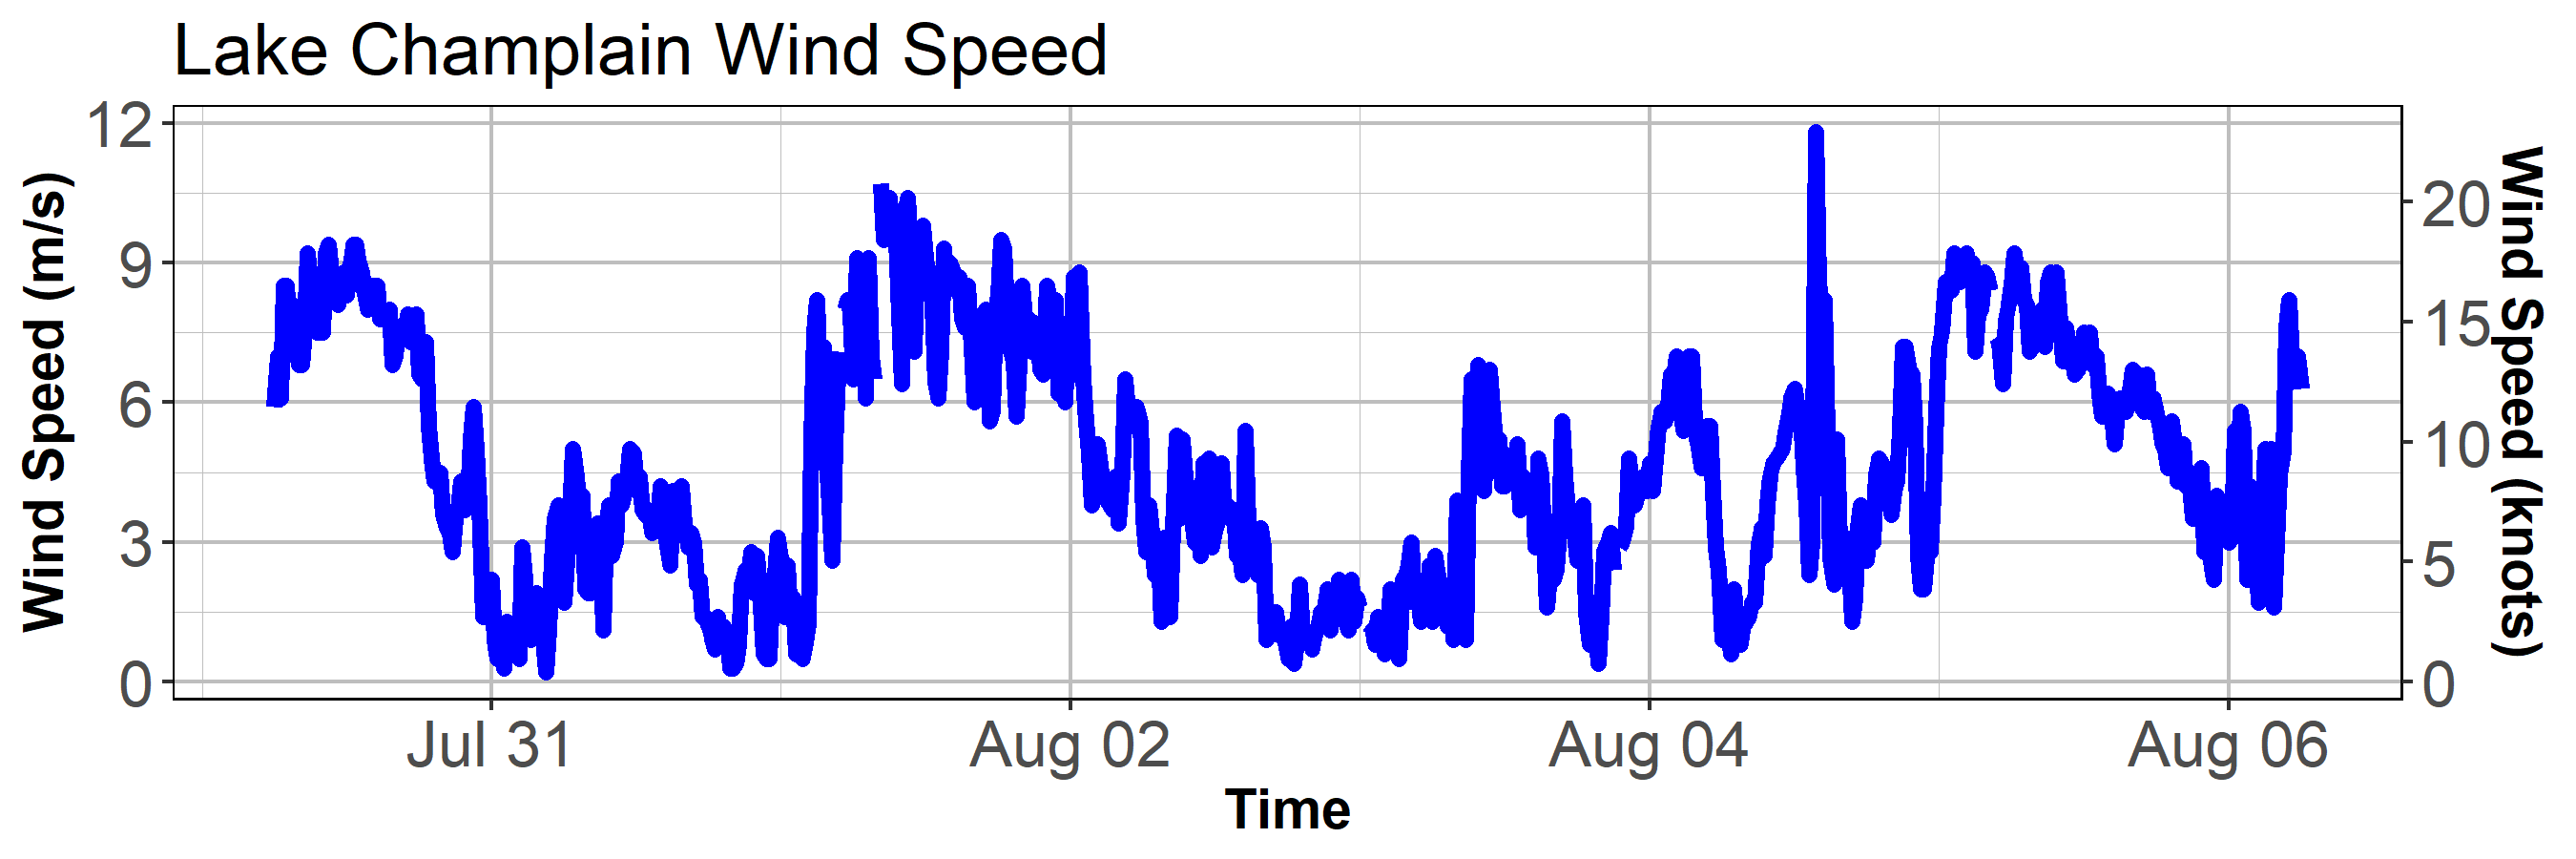 Lake Champlain Wind Speed
Wind Speed (m/s)
12
9
6
3
0
20
15
10
5
0
Wind Speed (knots)
Jul 31
Aug 02
Aug 04
Aug 06
Time